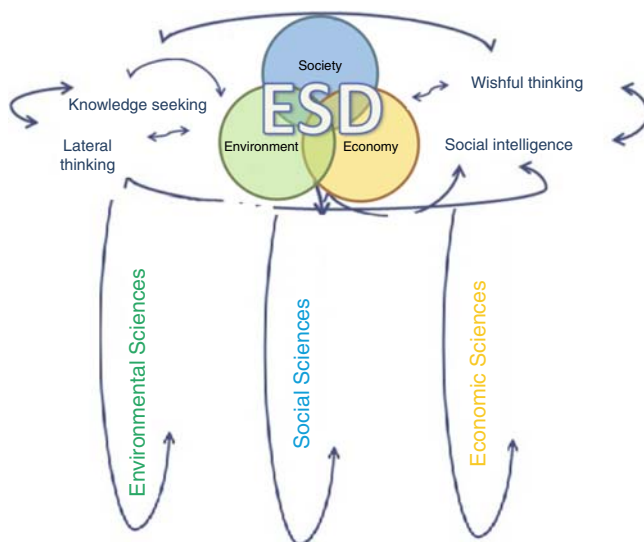 Society
ESD
Environment
Economy
Knowledge seeking
Lateral
thinking
Wishful thinking
Social intelligence
Environmental Sciences
Social Sciences
Economic Sciences